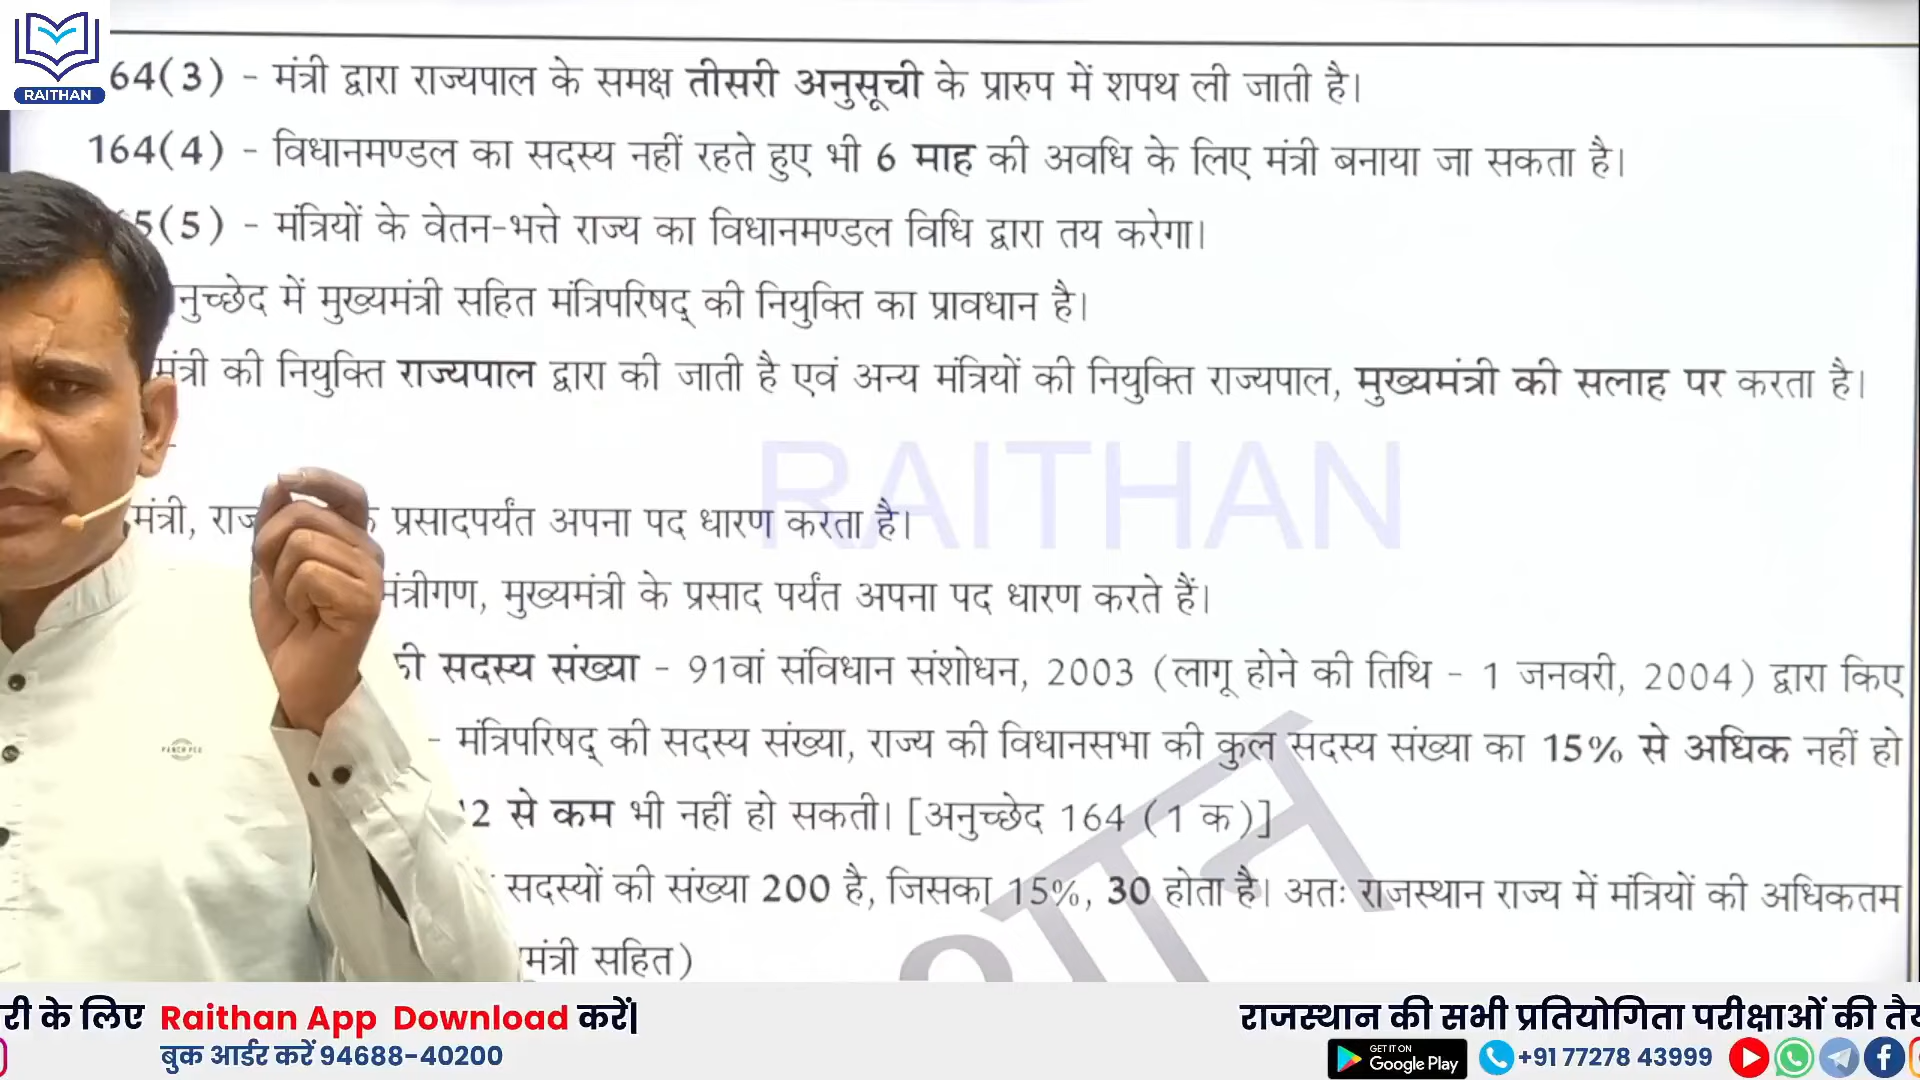 RAITHAN
64(3) - मंत्री द्वारा राज्यपाल के समक्ष तीसरी अनुसूची के प्रारुप में शपथ ली जाती है।
164(4) - विधानमण्डल का सदस्य नहीं रहते हुए भी 6 माह की अवधि के लिए मंत्री बनाया जा सकता है।
5(5) - मंत्रियों के वेतन-भत्ते राज्य का विधानमण्डल विधि द्वारा तय करेगा।
नुच्छेद में मुख्यमंत्री सहित मंत्रिपरिषद् की नियुक्ति का प्रावधान है।
मंत्री की नियुक्ति राज्यपाल द्वारा की जाती है एवं अन्य मंत्रियों की नियुक्ति राज्यपाल, मुख्यमंत्री की सलाह पर करता है।
RAITHAN
मंत्री, राज प्रसादपर्यंत अपना पद धारण करता है।
मंत्रीगण, मुख्यमंत्री के प्रसाद पर्यंत अपना पद धारण करते हैं।
की सदस्य संख्या - 91वां संविधान संशोधन, 2003 (लागू होने की तिथि - 1 जनवरी, 2004) द्वारा किए
- मंत्रिपरिषद् की सदस्य संख्या, राज्य की विधानसभा की कुल सदस्य संख्या का 15% से अधिक नहीं हो
2 से कम भी नहीं हो सकती। [अनुच्छेद 164 (1 क)]
सदस्यों की संख्या 200 है, जिसका 15%, 30 होता है। अतः राजस्थान राज्य में मंत्रियों की अधिकतम
मंत्री सहित)
री के लिए Raithan App Download करें|
बुक आर्डर करें 94688-40200
राजस्थान की सभी प्रतियोगिता परीक्षाओं की तै
GET IT ON
Google Play
+91 77278 43999